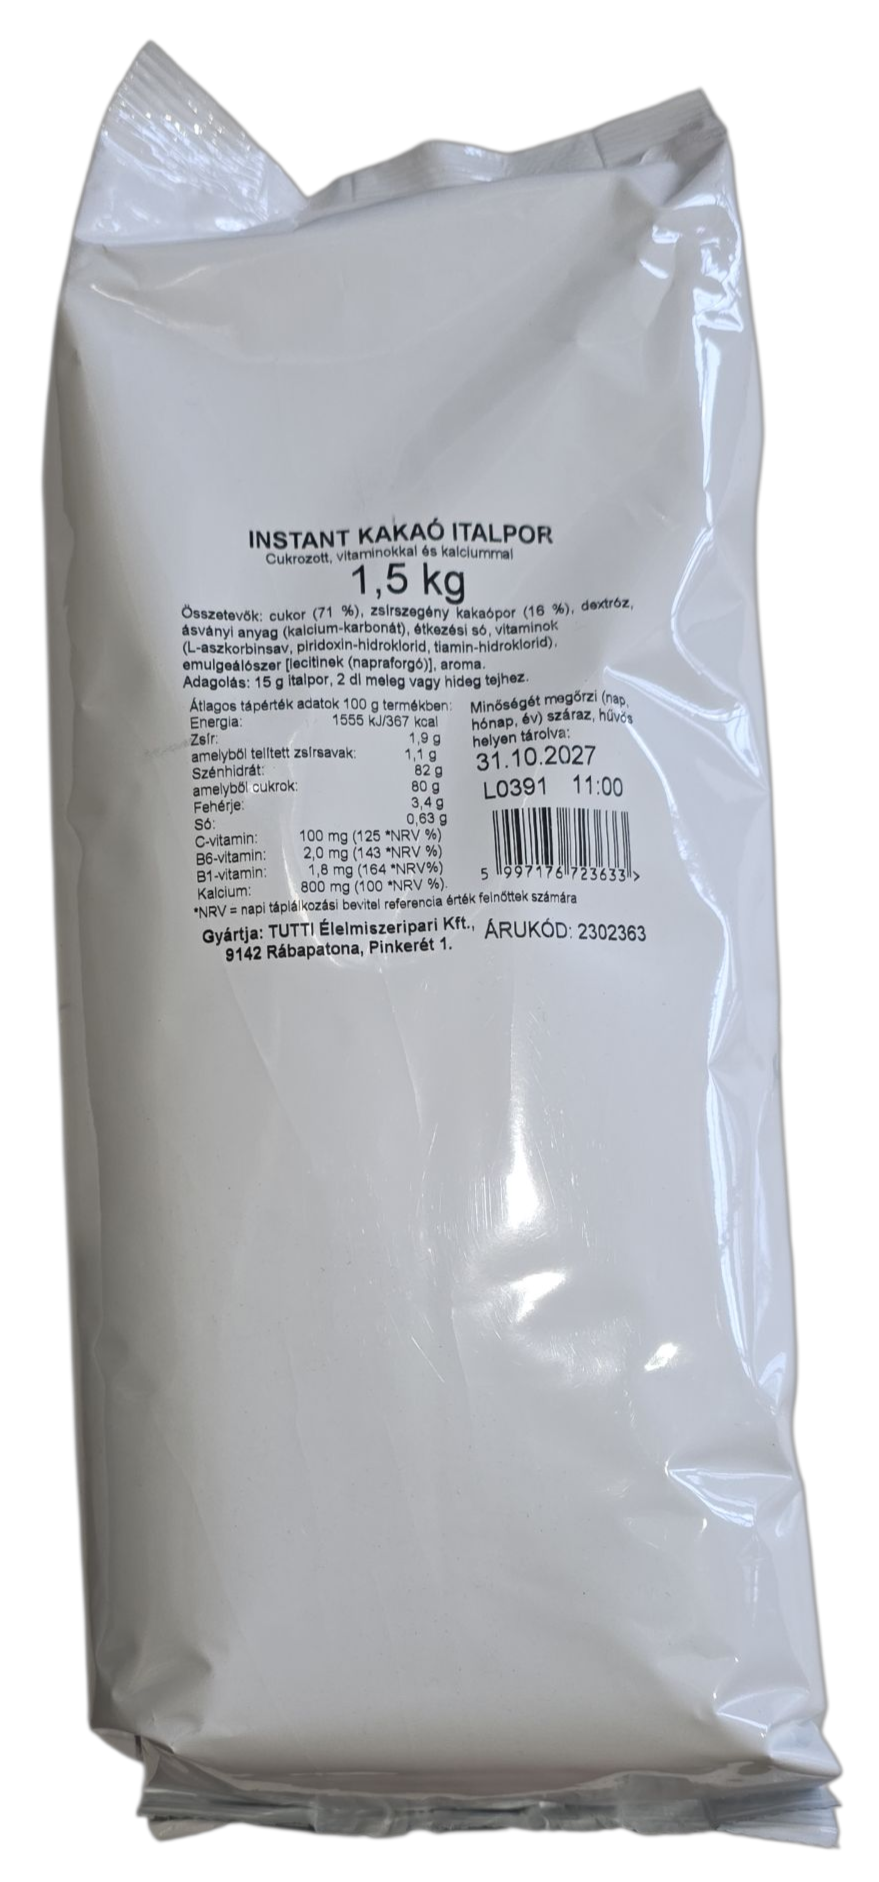 INSTANT KAKAÓ ITALPOR
Cukrozott, vitaminokkal és kalciummal
1,5 kg
Összetevők: cukor (71 %), zsírszegény kakaópor (16 %), dextróz,
ásványi anyag (kalcium-karbonát), étkezési só, vitaminok
(L-aszkorbinsav, piridoxin-hidroklorid, tiamin-hidroklorid),
emulgeálószer [lecitinek (napraforgó)], aroma.
Adagolás: 15 g italpor, 2 dl meleg vagy hideg tejhez.
Átlagos tápérték adatok 100 g termékben:
Energia: 1555 kJ/367 kcal
Zsír: 1,9 g
amelyből telített zsírsavak: 1,1 g
Szénhidrát: 82 g
amelyből cukrok: 80 g
Fehérje: 3,4 g
Só: 0,63 g
C-vitamin: 100 mg (125 *NRV %)
B6-vitamin: 2,0 mg (143 *NRV %)
B1-vitamin: 1,8 mg (164 *NRV%)
Kalcium: 800 mg (100 *NRV %).
*NRV = napi táplálkozási bevitel referencia érték felnőttek számára
Minőségét megőrzi (nap,
hónap, év) száraz, hűvös
helyen tárolva:
31.10.2027
L0391 11:00
5 997176 723633 >
Gyártja: TUTTI Élelmiszeripari Kft.,
9142 Rábapatona, Pinkerét 1.
ÁRUKÓD: 2302363